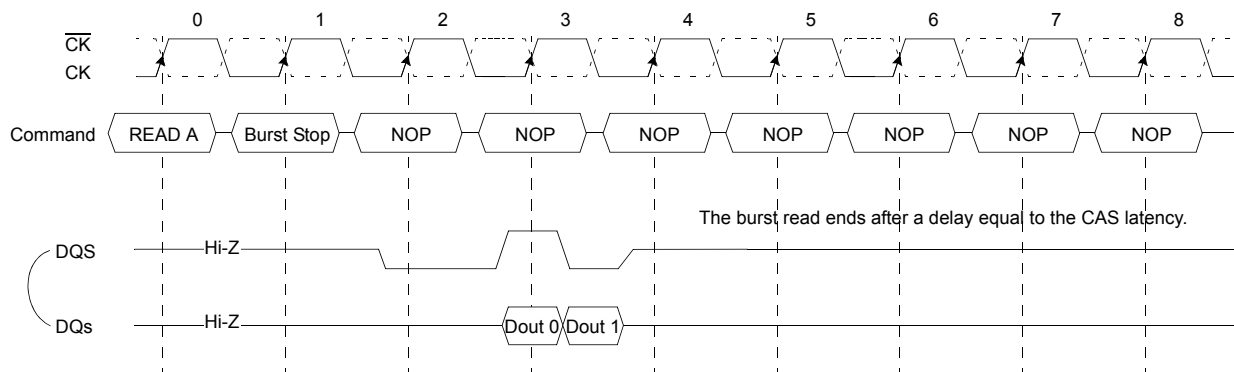 0 1 2 3 4 5 6 7 8
CK
CK
Command READ A Burst Stop NOP NOP NOP NOP NOP NOP NOP
The burst read ends after a delay equal to the CAS latency.
DQS Hi-Z
DQs Hi-Z Dout 0 Dout 1